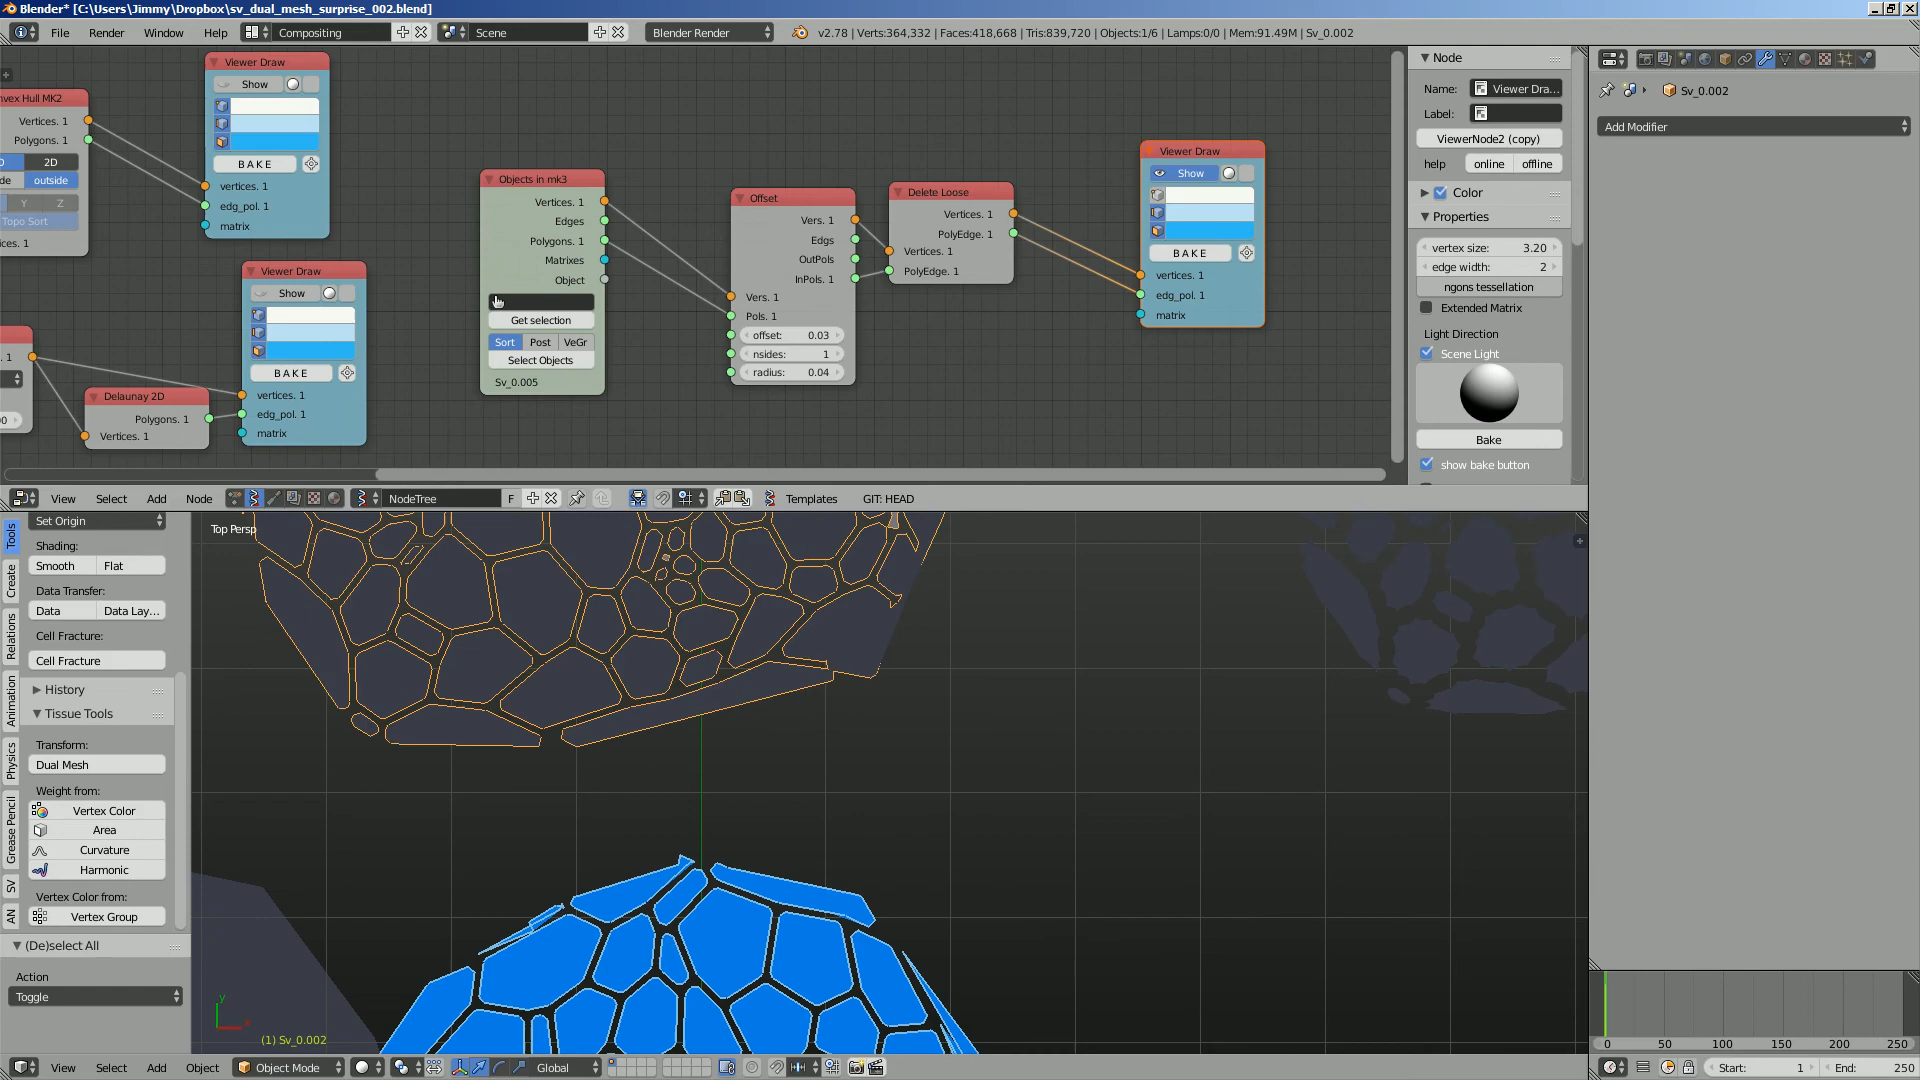 Blender* [C:\Users\Jimmy\Dropbox\sv_dual_mesh_surprise_002.blend]
File Render Window Help Compositing Scene Blender Render v2.78 | Verts:364,332 | Faces:418,668 | Tris:839,720 | Objects:1/6 | Lamps:0/0 | Mem:91.49M | Sv_0.002
nvex Hull MK2
Vertices. 1
Polygons. 1
2D
outside
Y Z
Topo Sort
Viewer Draw
Show
BAKE
vertices. 1
edg_pol. 1
matrix
Viewer Draw
Show
BAKE
vertices. 1
edg_pol. 1
matrix
Delaunay 2D
Polygons. 1
Vertices. 1
Objects in mk3
Vertices. 1
Edges
Polygons. 1
Matrixes
Object
Get selection
Sort Post VeGr
Select Objects
Sv_0.005
Offset
Vers. 1
Edgs
OutPols
InPols. 1
Vers. 1
Pols. 1
offset: 0.03
nsides: 1
radius: 0.04
Delete Loose
Vertices. 1
PolyEdge. 1
Vertices. 1
PolyEdge. 1
Viewer Draw
Show
BAKE
vertices. 1
edg_pol. 1
matrix
Node
Name: Viewer Dra...
Label:
ViewerNode2 (copy)
help online offline
Color
Properties
vertex size: 3.20
edge width: 2
ngons tessellation
Extended Matrix
Light Direction
Scene Light
Bake
show bake button
Sv_0.002
Add Modifier
View Select Add Node NodeTree F Templates GIT: HEAD
Tools
Create
Relations
Animation
Physics
Grease Pencil
SV
AN
Set Origin
Shading:
Smooth Flat
Data Transfer:
Data Data Lay...
Cell Fracture:
Cell Fracture
History
Tissue Tools
Transform:
Dual Mesh
Weight from:
Vertex Color
Area
Curvature
Harmonic
Vertex Color from:
Vertex Group
(De)select All
Action
Toggle
Top Persp
y
x
(1) Sv_0.002
View Select Add Object Object Mode Global
0 50 100 150 200 250
Start: 1 End: 250